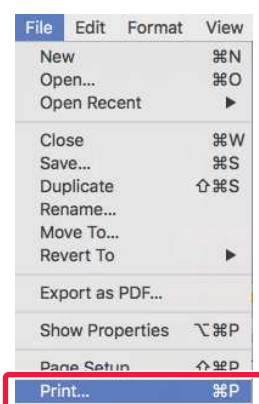 File Edit Format View
New ⌘N
Open... ⌘O
Open Recent ▶
Close ⌘W
Save... ⌘S
Duplicate ⇧⌘S
Rename...
Move To...
Revert To ▶
Export as PDF...
Show Properties ⌥⌘P
Page Setup ⇧⌘P
Print... ⌘P